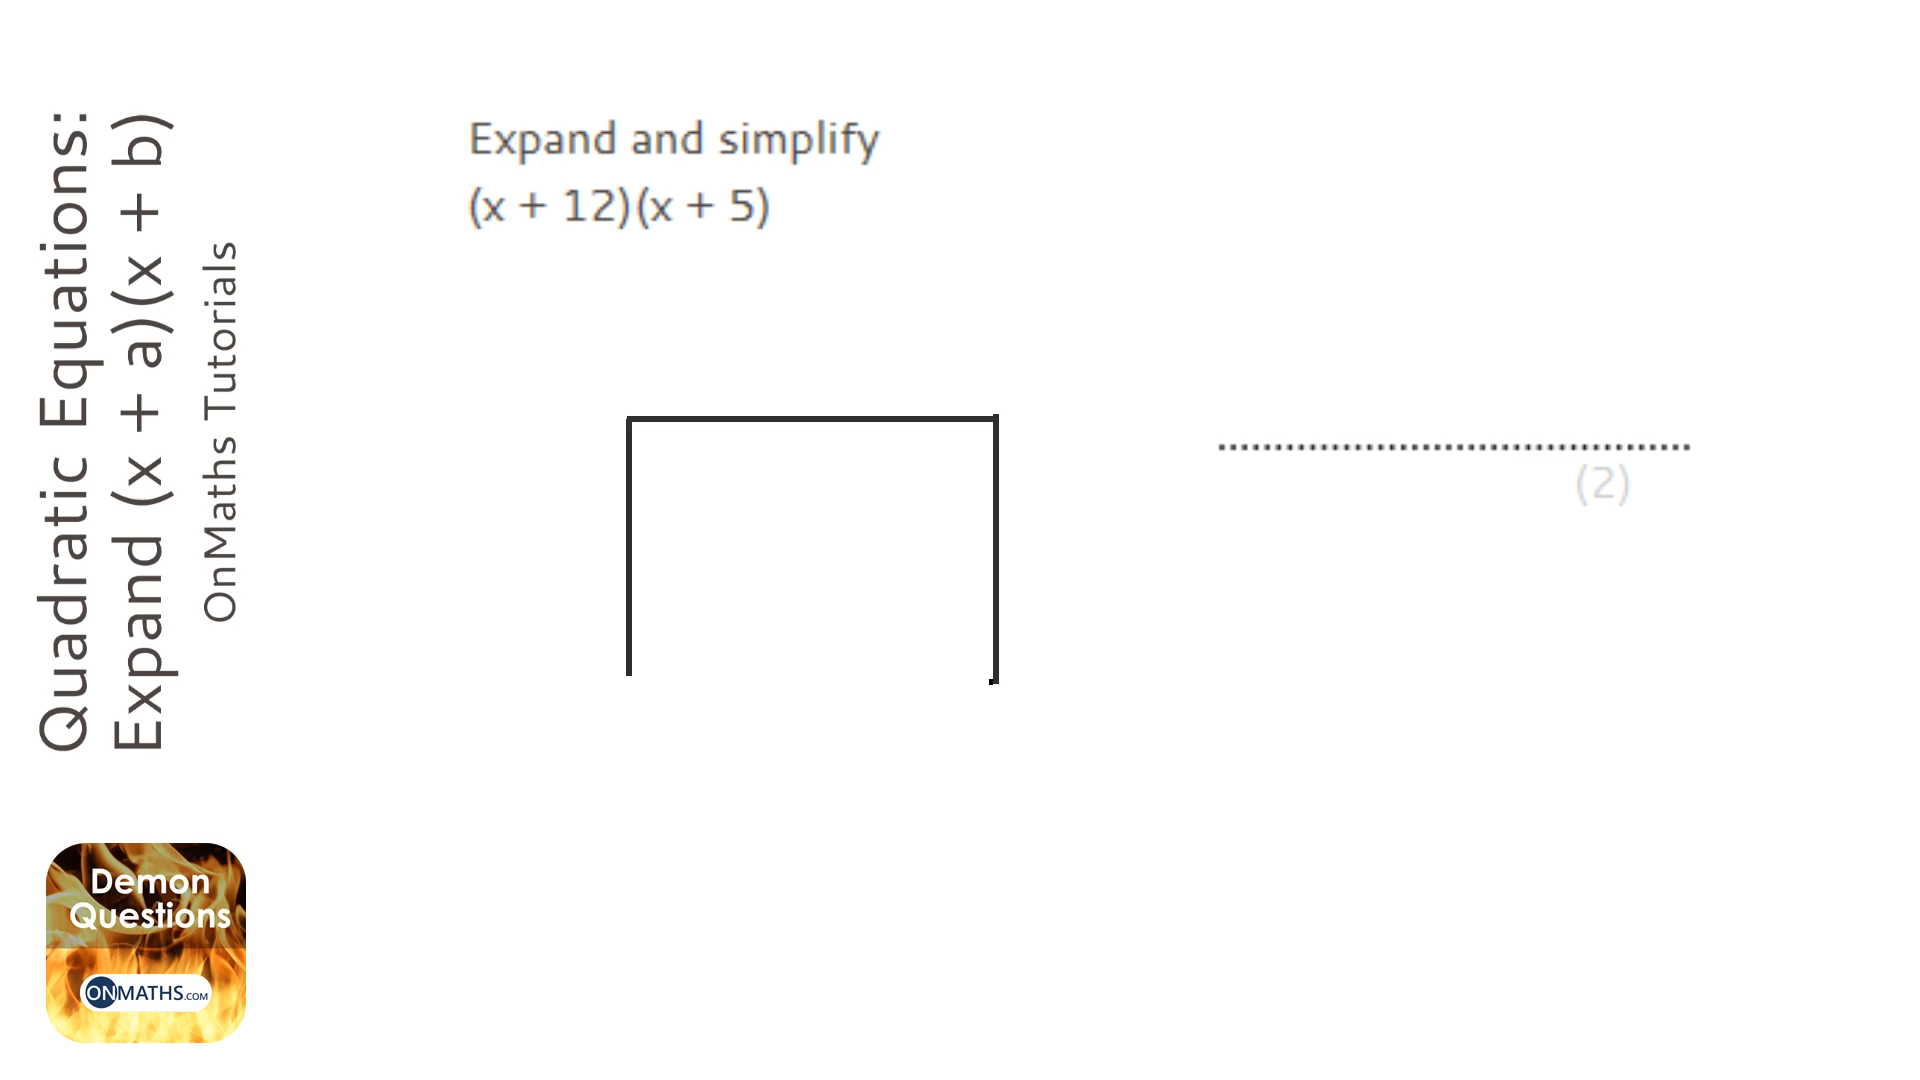 Quadratic Equations:
Expand (x + a)(x + b)
OnMaths Tutorials
Expand and simplify
(x + 12)(x + 5)
(2)
Demon
Questions
ONMATHS.COM